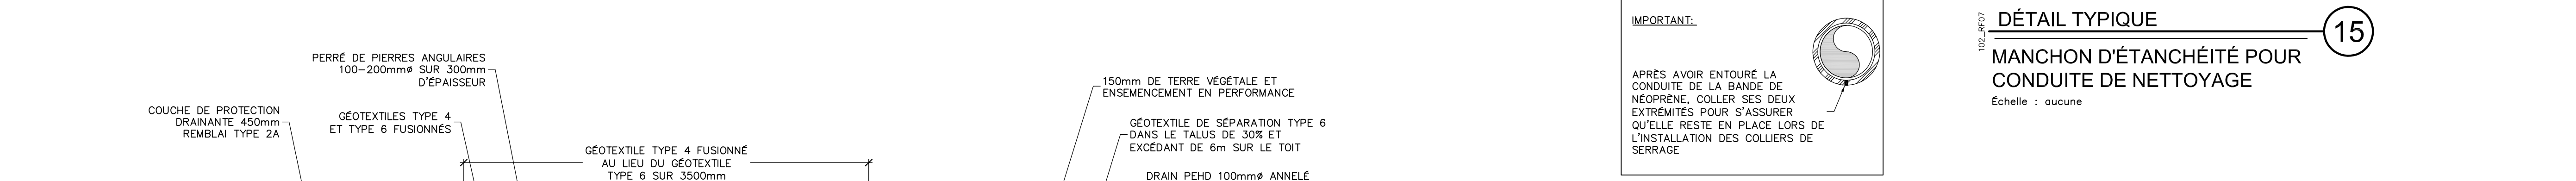 PERRÉ DE PIERRES ANGULAIRES
100-200mmø SUR 300mm
D'ÉPAISSEUR
COUCHE DE PROTECTION
DRAINANTE 450mm
REMBLAI TYPE 2A
GÉOTEXTILES TYPE 4
ET TYPE 6 FUSIONNÉS
GÉOTEXTILE TYPE 4 FUSIONNÉ
AU LIEU DU GÉOTEXTILE
TYPE 6 SUR 3500mm
150mm DE TERRE VÉGÉTALE ET
ENSEMENCEMENT EN PERFORMANCE
GÉOTEXTILE DE SÉPARATION TYPE 6
DANS LE TALUS DE 30% ET
EXCÉDANT DE 6m SUR LE TOIT
DRAIN PEHD 100mmø ANNELÉ
IMPORTANT:
APRÈS AVOIR ENTOURÉ LA
CONDUITE DE LA BANDE DE
NÉOPRÈNE, COLLER SES DEUX
EXTRÉMITÉS POUR S'ASSURER
QU'ELLE RESTE EN PLACE LORS DE
L'INSTALLATION DES COLLIERS DE
SERRAGE
102_RF07
DÉTAIL TYPIQUE
15
MANCHON D'ÉTANCHÉITÉ POUR
CONDUITE DE NETTOYAGE
Échelle : aucune